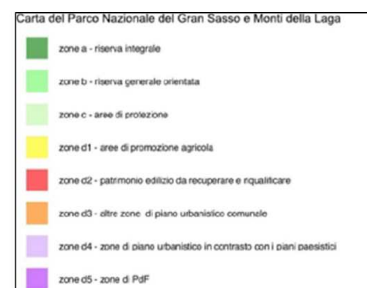 Carta del Parco Nazionale del Gran Sasso e Monti della Laga
zone a - riserva integrale
zone b - riserva generale orientata
zone c - aree di protezione
zone d1 - aree di promozione agricola
zone d2 - patrimonio edilizio da recuperare e riqualificare
zone d3 - altre zone di piano urbanistico comunale
zone d4 - zone di piano urbanistico in contrasto con i piani paesistici
zone d5 - zone di PdF